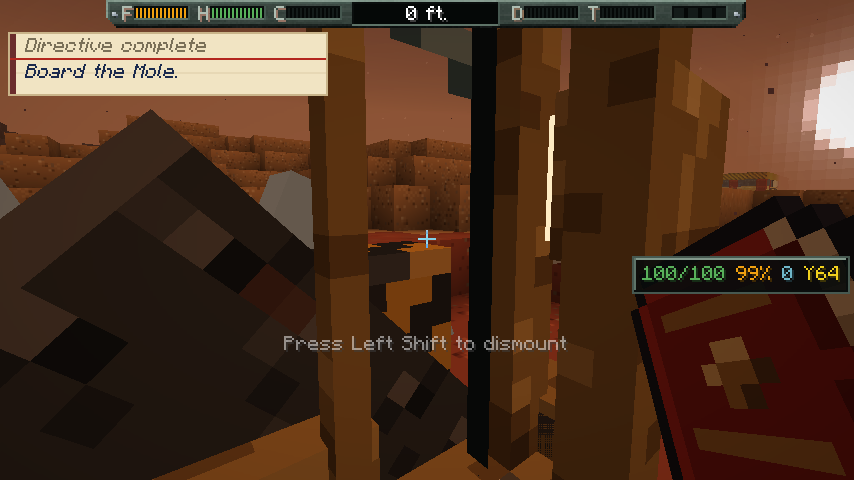 F H C 0 ft. D T
Directive complete
Board the Mole.
100/100 99% 0 Y64
Press Left Shift to dismount